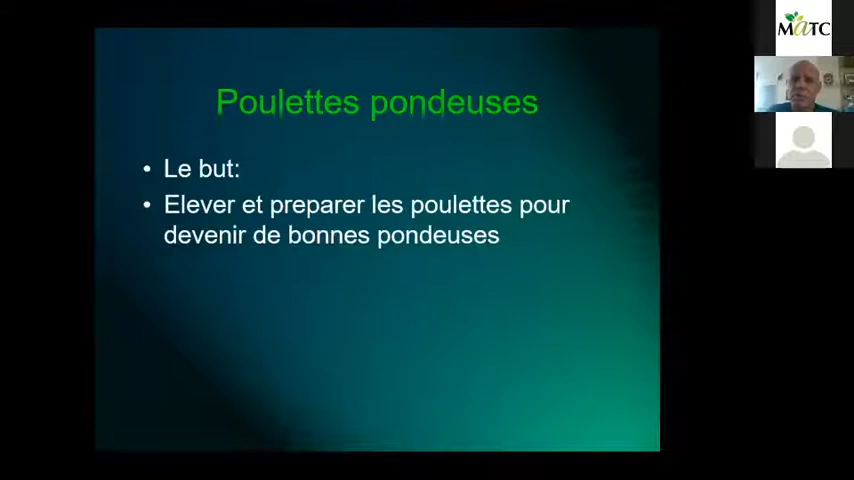 Poulettes pondeuses
• Le but:
• Elever et preparer les poulettes pour
devenir de bonnes pondeuses
MATC